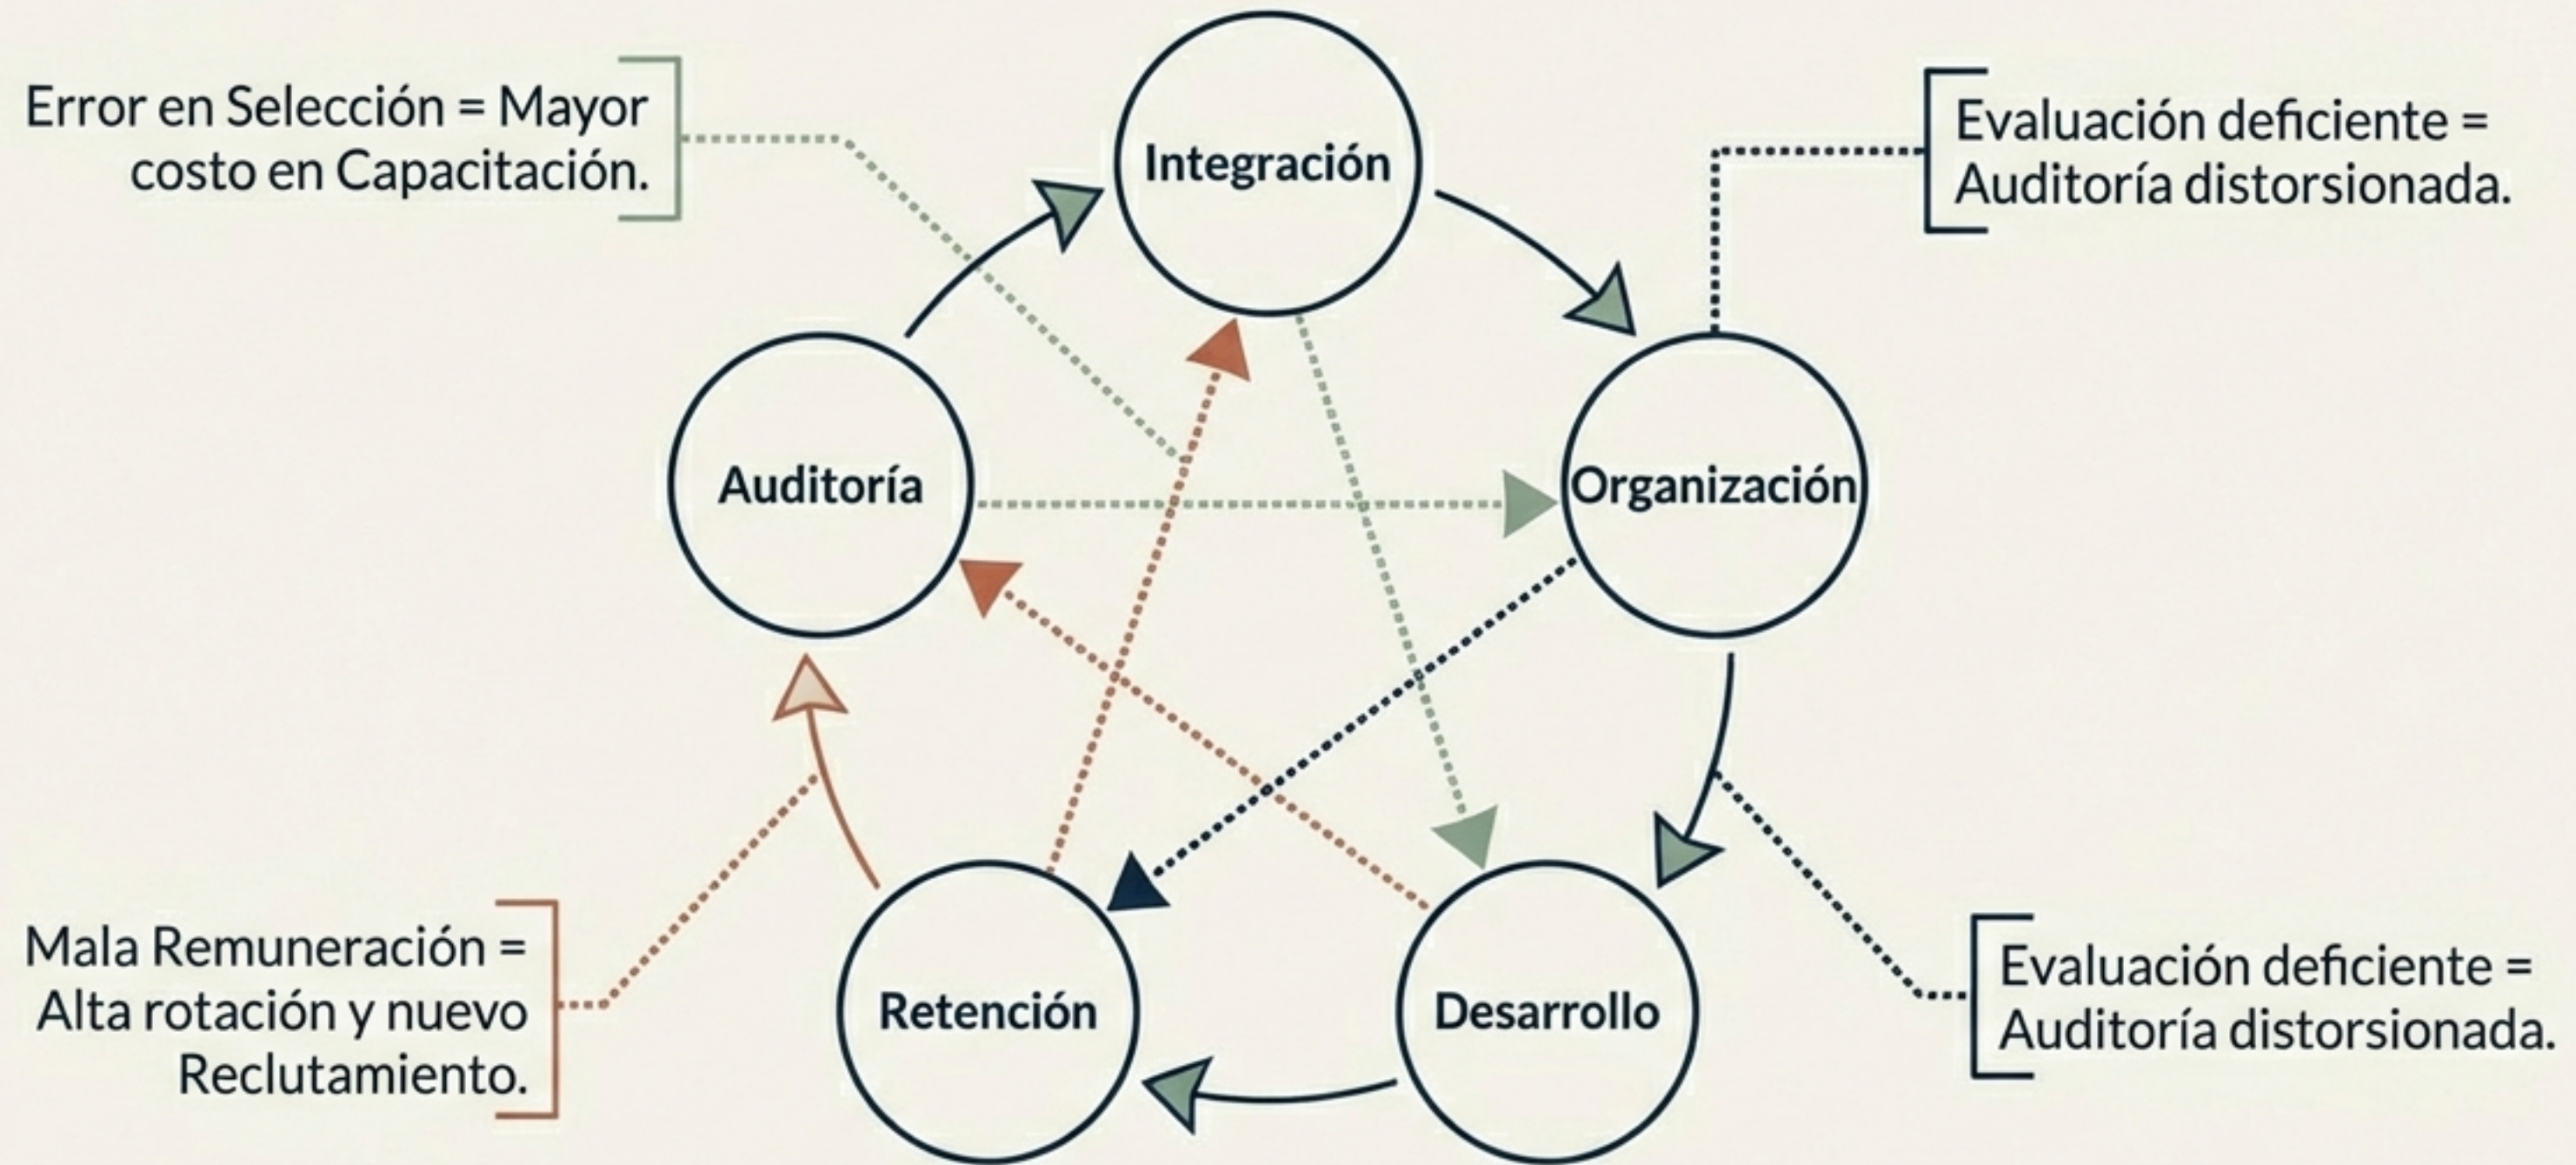 Error en Selección = Mayor
costo en Capacitación.
Integración
Evaluación deficiente =
Auditoría distorsionada.
Auditoría
Organización
Mala Remuneración =
Alta rotación y nuevo
Reclutamiento.
Retención
Desarrollo
Evaluación deficiente =
Auditoría distorsionada.